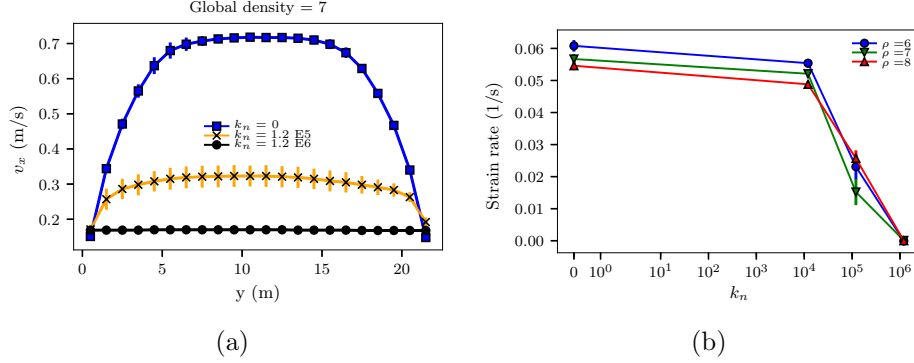 Global density = 7
v_x (m/s)
0.7
0.6
0.5
0.4
0.3
0.2
k_n = 0
k_n = 1.2 E5
k_n = 1.2 E6
0 5 10 15 20
y (m)
(a)
Strain rate (1/s)
0.06
0.05
0.04
0.03
0.02
0.01
0.00
ρ =6
ρ =7
ρ =8
0 10^0 10^1 10^2 10^3 10^4 10^5 10^6
k_n
(b)